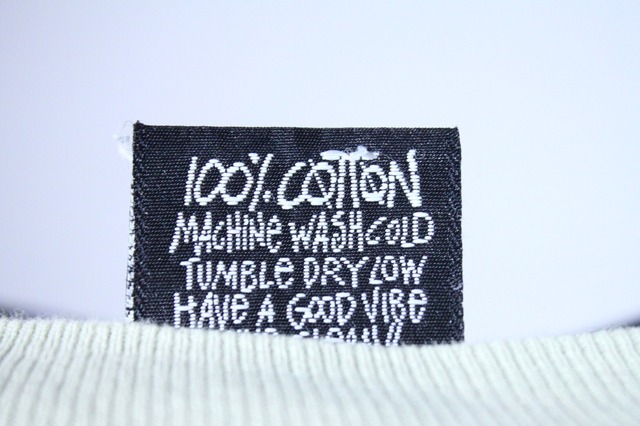 100% COTTON
MACHINE WASH COLD
TUMBLE DRY LOW
HAVE A GOOD VIBE